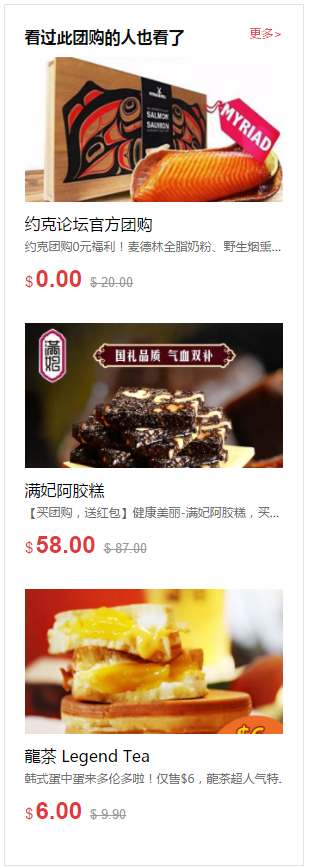 看过此团购的人也看了
更多>
SALMON
SAUMON
MYRIAD
约克论坛官方团购
约克团购0元福利！麦德林全脂奶粉、野生烟熏...
$0.00 $ 20.00
满妃
国礼品质 气血双补
满妃阿胶糕
【买团购，送红包】健康美丽-满妃阿胶糕，买...
$58.00 $ 87.00
$6
龍茶 Legend Tea
韩式蛋中蛋来多伦多啦！仅售$6，龍茶超人气特...
$6.00 $ 9.90